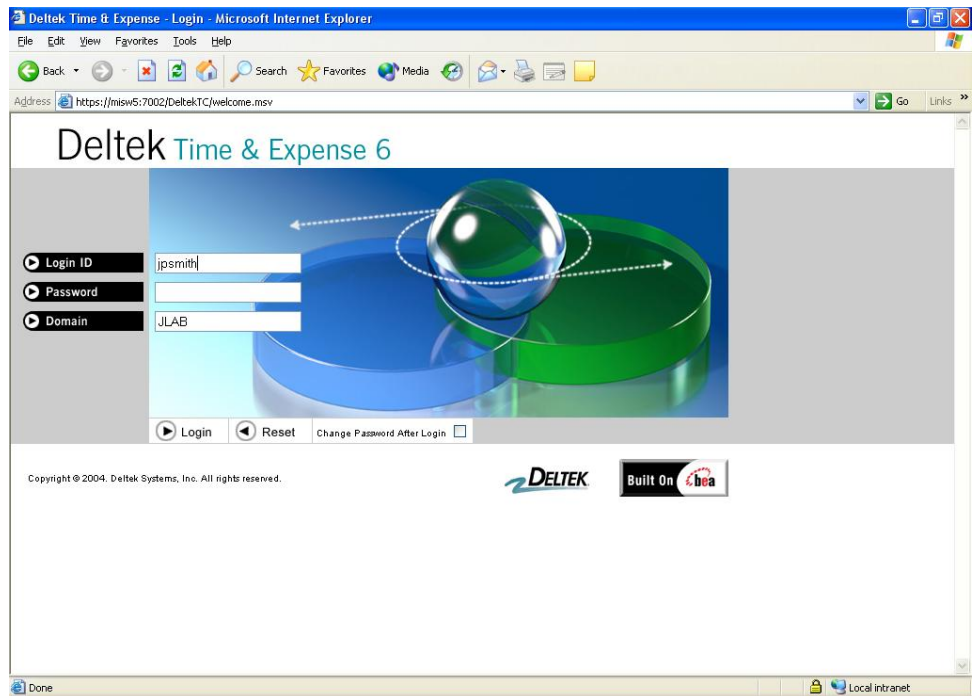 Deltek Time & Expense - Login - Microsoft Internet Explorer
File Edit View Favorites Tools Help
Back Search Favorites Media
Address https://misw5:7002/DeltekTC/welcome.msv Go Links »
Deltek Time & Expense 6
Login ID jpsmith
Password
Domain JLAB
Login Reset Change Password After Login
Copyright © 2004. Deltek Systems, Inc. All rights reserved. DELTEK Built On bea
Done Local intranet